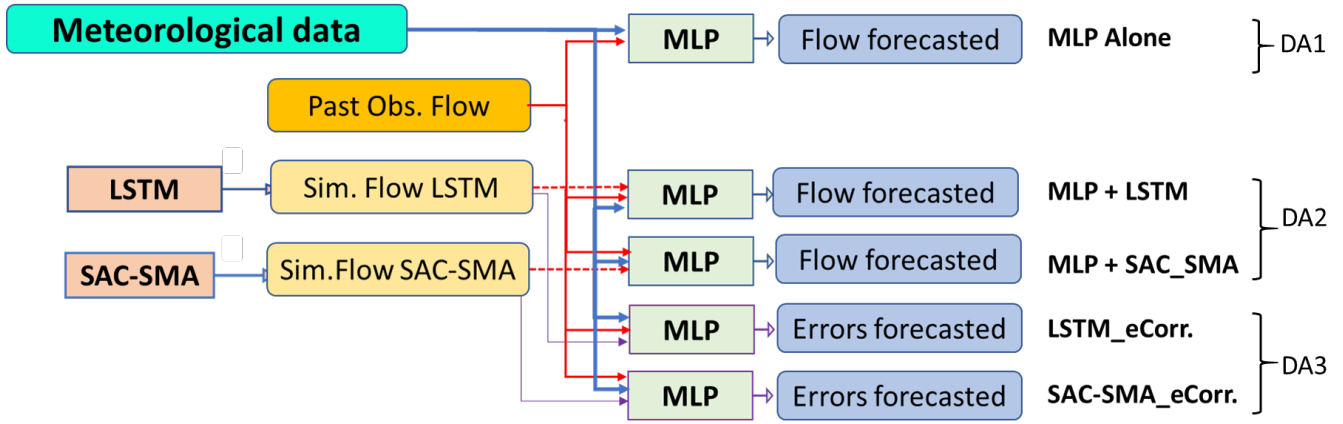 Meteorological data
MLP
Flow forecasted
MLP Alone
DA1
Past Obs. Flow
LSTM
Sim. Flow LSTM
MLP
Flow forecasted
MLP + LSTM
DA2
SAC-SMA
Sim.Flow SAC-SMA
MLP
Flow forecasted
MLP + SAC_SMA
MLP
Errors forecasted
LSTM_eCorr.
DA3
MLP
Errors forecasted
SAC-SMA_eCorr.